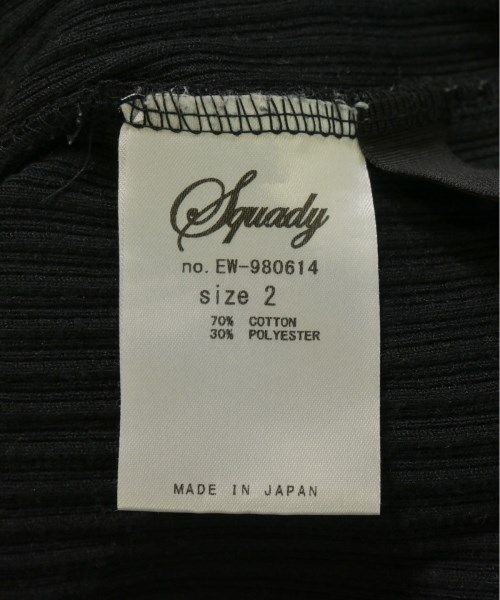 Squady
no. EW-980614
size 2
70% COTTON
30% POLYESTER
MADE IN JAPAN